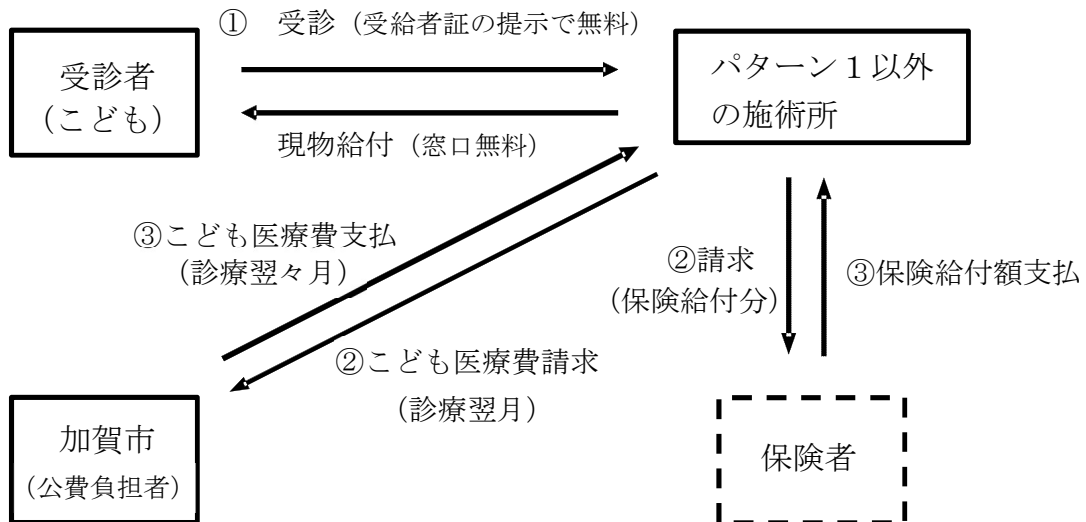 ①　受診（受給者証の提示で無料）
受診者
（こども）
パターン１以外
の施術所
現物給付（窓口無料）
③こども医療費支払
（診療翌々月）
②請求
（保険給付分）
③保険給付額支払
②こども医療費請求
（診療翌月）
加賀市
（公費負担者）
保険者